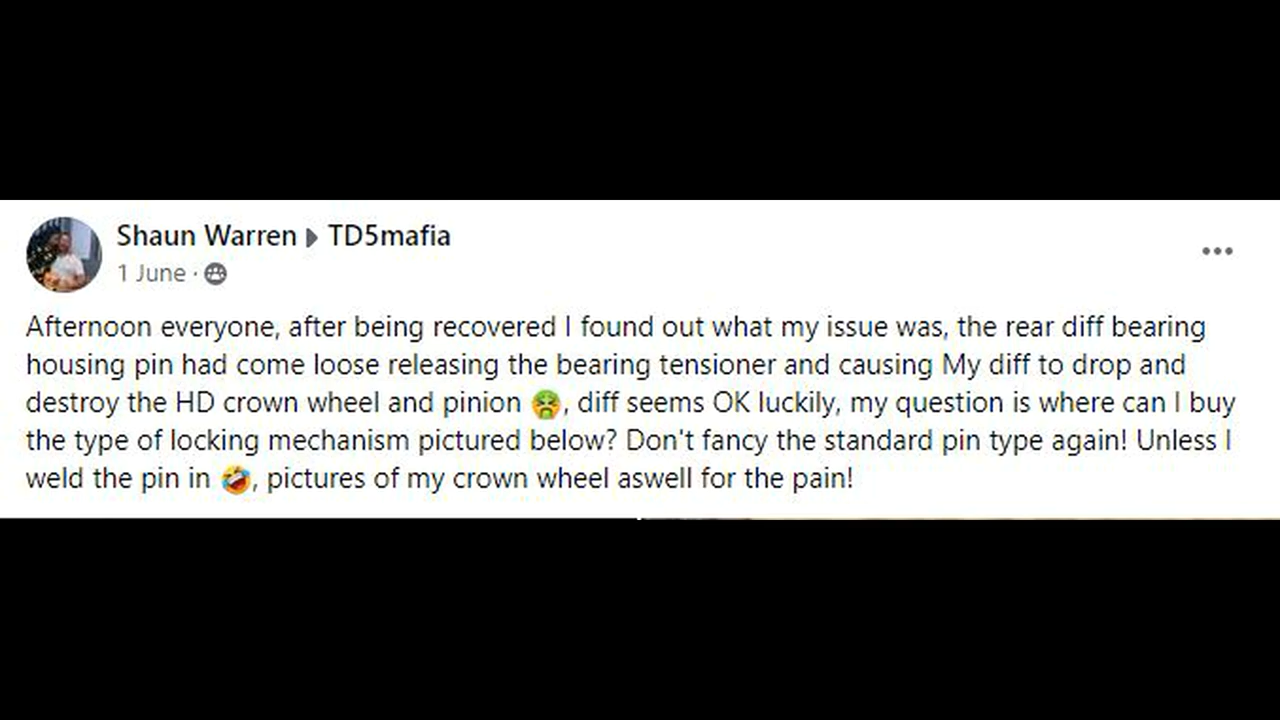 Shaun Warren ▸ TD5mafia
1 June ·
Afternoon everyone, after being recovered I found out what my issue was, the rear diff bearing
housing pin had come loose releasing the bearing tensioner and causing My diff to drop and
destroy the HD crown wheel and pinion 🤮, diff seems OK luckily, my question is where can I buy
the type of locking mechanism pictured below? Don't fancy the standard pin type again! Unless I
weld the pin in 🤣, pictures of my crown wheel aswell for the pain!